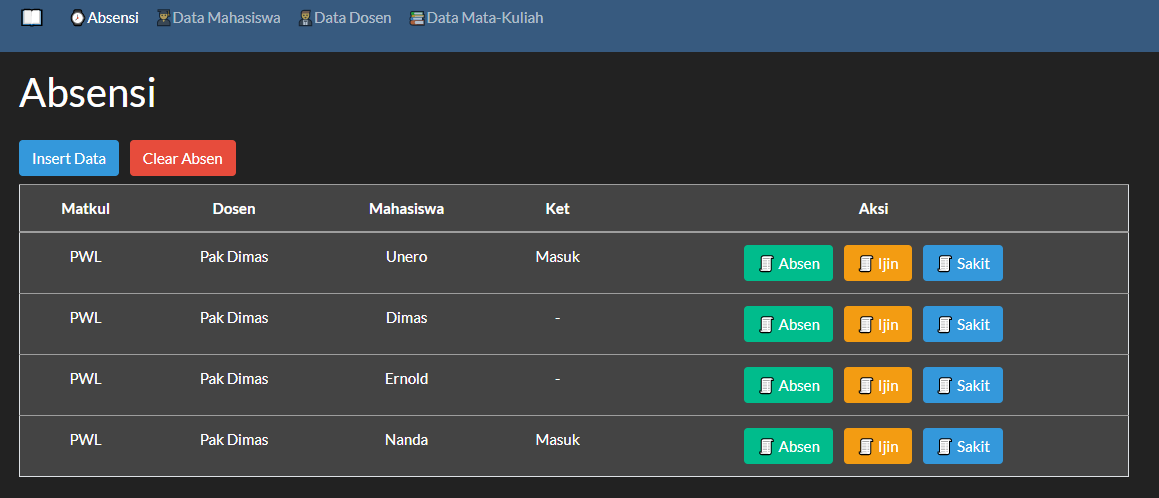 Absensi Data Mahasiswa Data Dosen Data Mata-Kuliah
Absensi
Insert Data Clear Absen
Matkul Dosen Mahasiswa Ket Aksi
PWL Pak Dimas Unero Masuk Absen Ijin Sakit
PWL Pak Dimas Dimas - Absen Ijin Sakit
PWL Pak Dimas Ernold - Absen Ijin Sakit
PWL Pak Dimas Nanda Masuk Absen Ijin Sakit